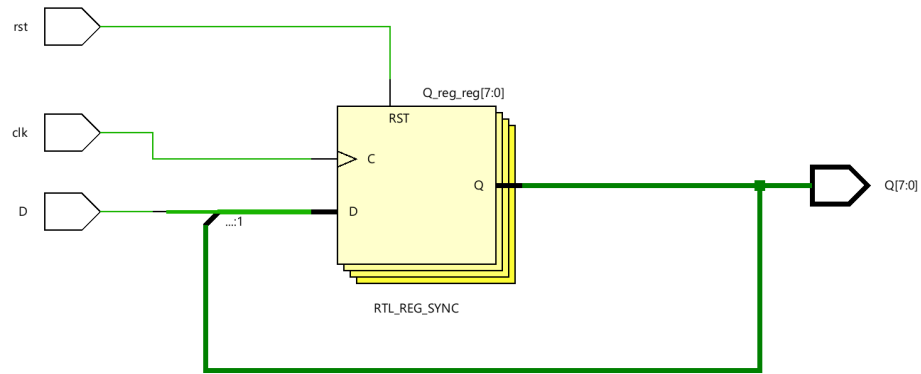 rst
Q_reg_reg[7:0]
RST
clk
C
Q
Q[7:0]
D
D
...:1
RTL_REG_SYNC